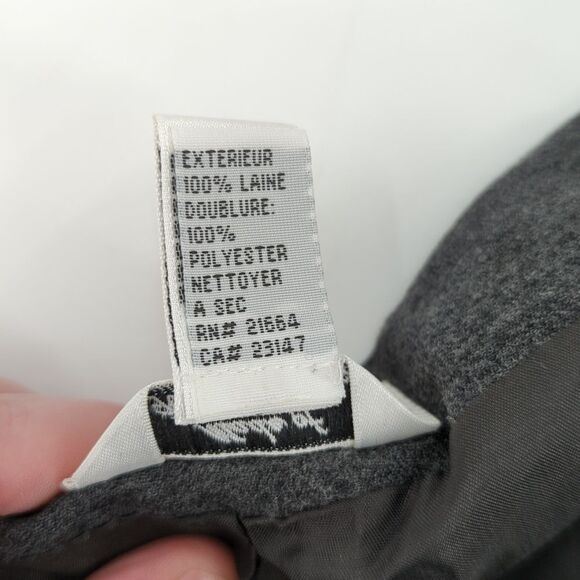 EXTERIEUR
100% LAINE
DOUBLURE:
100%
POLYESTER
NETTOYER
A SEC
RN# 21664
CA# 23147